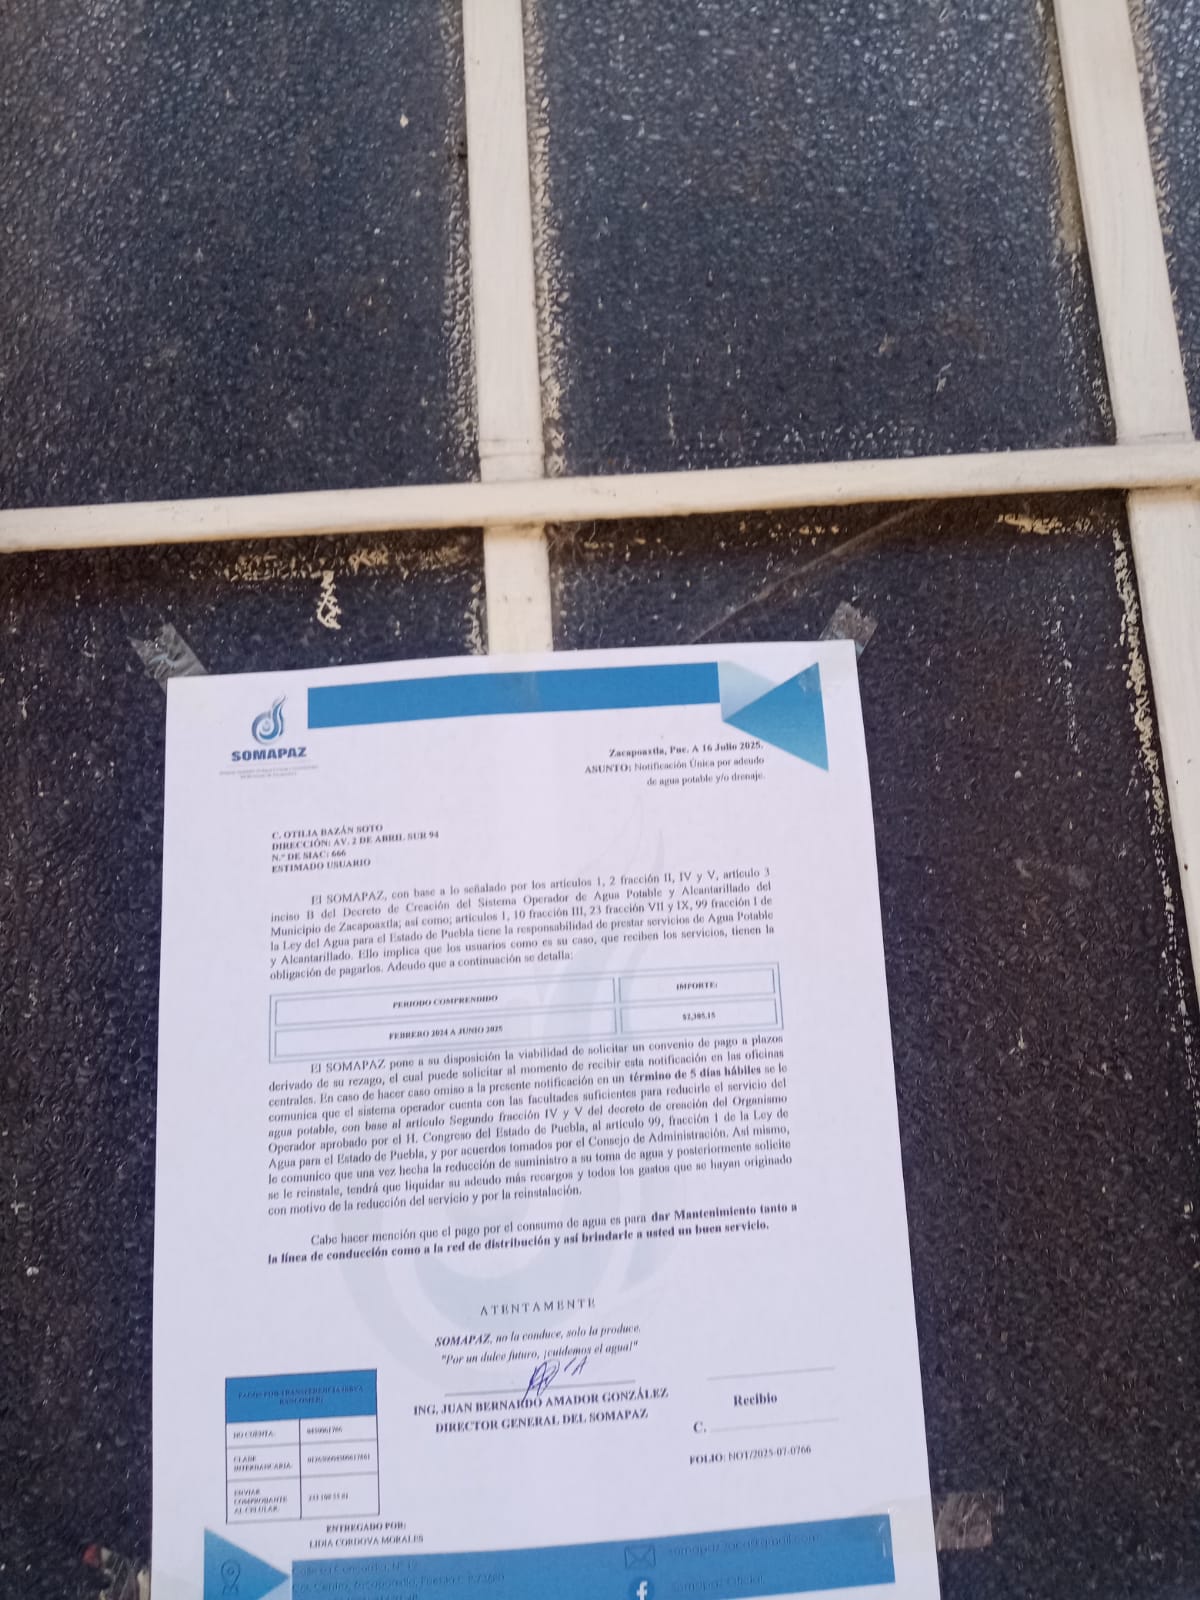 SOMAPAZ
Zacapoaxtla, Pue. A 16 Julio 2025.
ASUNTO: Notificación Única por adeudo
de agua potable y/o drenaje.
C. OTILIA BAZÁN SOTO
DIRECCIÓN: AV. 2 DE ABRIL SUR 94
N.º DE SIAC: 666
ESTIMADO USUARIO
El SOMAPAZ, con base a lo señalado por los artículos 1, 2 fracción II, IV y V, artículo 3
inciso B del Decreto de Creación del Sistema Operador de Agua Potable y Alcantarillado del
Municipio de Zacapoaxtla; así como; artículos 1, 10 fracción III, 23 fracción VII y IX, 99 fracción 1 de
la Ley del Agua para el Estado de Puebla tiene la responsabilidad de prestar servicios de Agua Potable
y Alcantarillado. Ello implica que los usuarios como es su caso, que reciben los servicios, tienen la
obligación de pagarlos. Adeudo que a continuación se detalla:
PERIODO COMPRENDIDO IMPORTE:
FEBRERO 2024 A JUNIO 2025 $2,305.15
El SOMAPAZ pone a su disposición la viabilidad de solicitar un convenio de pago a plazos
derivado de su rezago, el cual puede solicitar al momento de recibir esta notificación en las oficinas
centrales. En caso de hacer caso omiso a la presente notificación en un término de 5 días hábiles se le
comunica que el sistema operador cuenta con las facultades suficientes para reducirle el servicio del
agua potable, con base al artículo Segundo fracción IV y V del decreto de creación del Organismo
Operador aprobado por el H. Congreso del Estado de Puebla, al artículo 99, fracción 1 de la Ley de
Agua para el Estado de Puebla, y por acuerdos tomados por el Consejo de Administración. Así mismo,
le comunico que una vez hecha la reducción de suministro a su toma de agua y posteriormente solicite
se le reinstale, tendrá que liquidar su adeudo más recargos y todos los gastos que se hayan originado
con motivo de la reducción del servicio y por la reinstalación.
Cabe hacer mención que el pago por el consumo de agua es para dar Mantenimiento tanto a
la línea de conducción como a la red de distribución y así brindarle a usted un buen servicio.
ATENTAMENTE
SOMAPAZ, no la conduce, solo la produce.
"Por un dulce futuro, ¡cuidemos el agua!"
ING. JUAN BERNARDO AMADOR GONZÁLEZ
DIRECTOR GENERAL DEL SOMAPAZ
Recibio
C.
FOLIO: NOT/2025-07-0766
PAGOS POR TRANSFERENCIA BBVA
BANCOMER:
NO CUENTA:
CLABE
INTERBANCARIA:
ENVIAR
COMPROBANTE
AL CELULAR:
ENTREGADO POR:
LIDIA CORDOVA MORALES
Somapaz Oficial